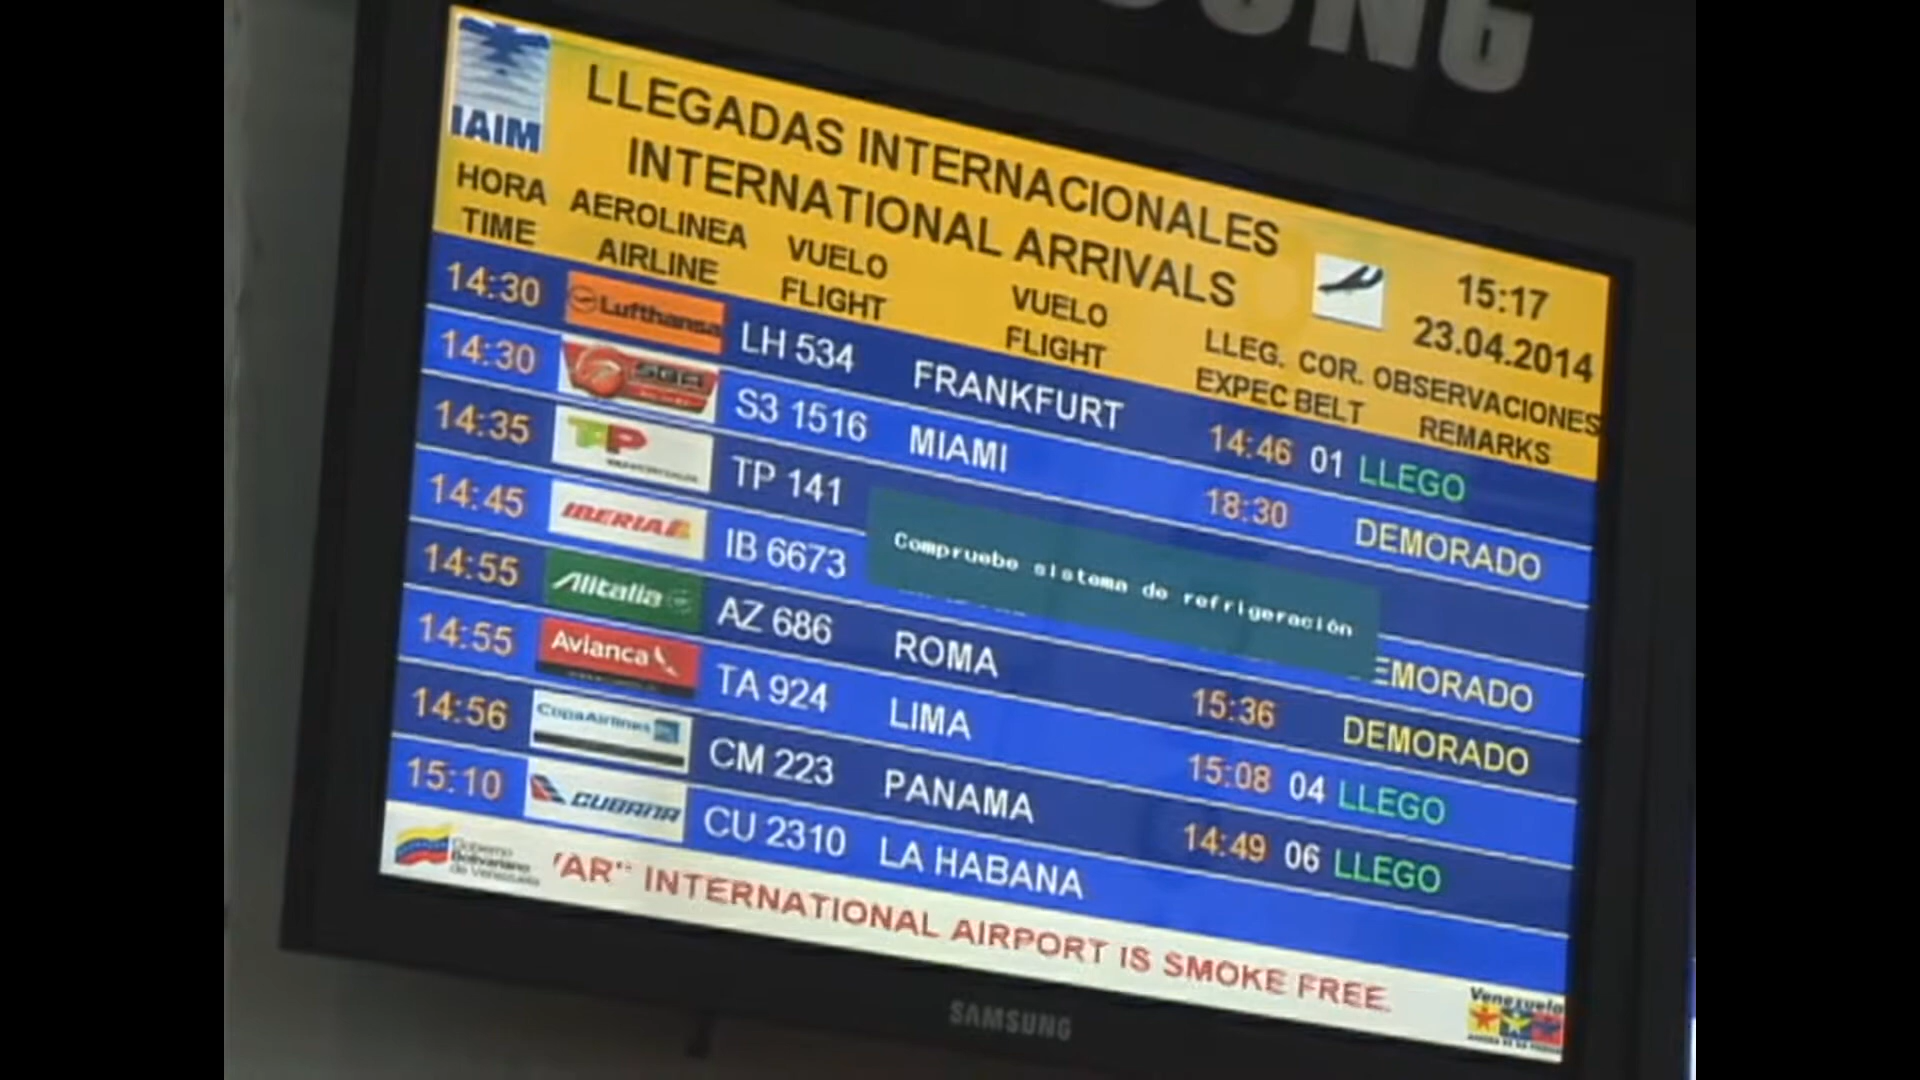 SUNG
IAIM
LLEGADAS INTERNACIONALES
INTERNATIONAL ARRIVALS
15:17
23.04.2014
HORA AEROLINEA VUELO VUELO LLEG. COR. OBSERVACIONES
TIME AIRLINE FLIGHT FLIGHT EXPEC BELT REMARKS
14:30 Lufthansa LH 534 FRANKFURT 14:46 01 LLEGO
14:30 S3 1516 MIAMI 18:30 DEMORADO
14:35 TAP TP 141
14:45 IBERIA IB 6673 EMORADO
Compruebe sistema de refrigeración
14:55 Alitalia AZ 686 ROMA 15:36 DEMORADO
14:55 Avianca TA 924 LIMA 15:08 04 LLEGO
14:56 CopaAirlines CM 223 PANAMA 14:49 06 LLEGO
15:10 CUBANA CU 2310 LA HABANA
Gobierno
Bolivariano
de Venezuela
AR" INTERNATIONAL AIRPORT IS SMOKE FREE.
Venezuela
SAMSUNG